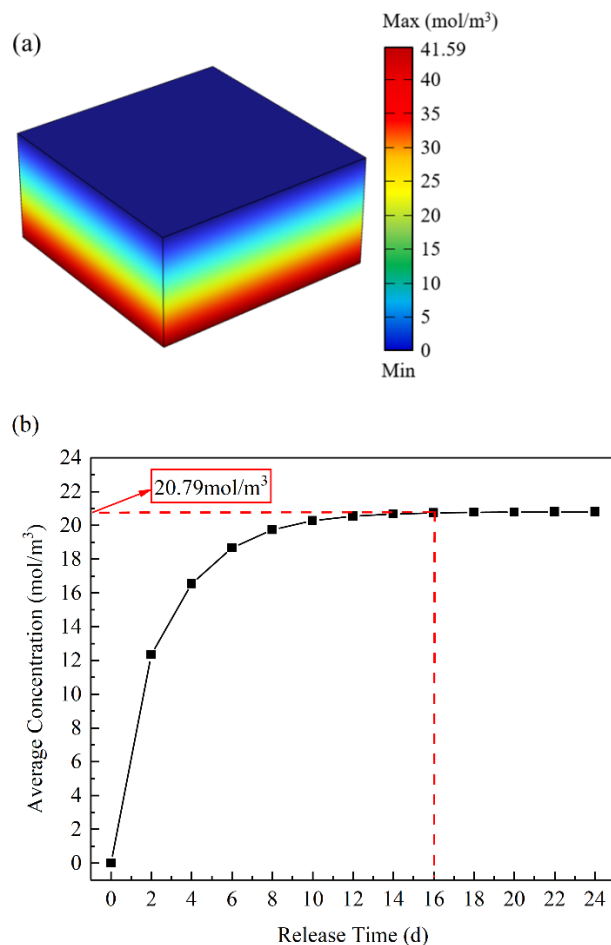 (a)
Max (mol/m³)
41.59
40
35
30
25
20
15
10
5
0
Min
(b)
24
22
20
18
16
14
12
10
8
6
4
2
0
20.79mol/m³
Average Concentration (mol/m³)
0 2 4 6 8 10 12 14 16 18 20 22 24
Release Time (d)